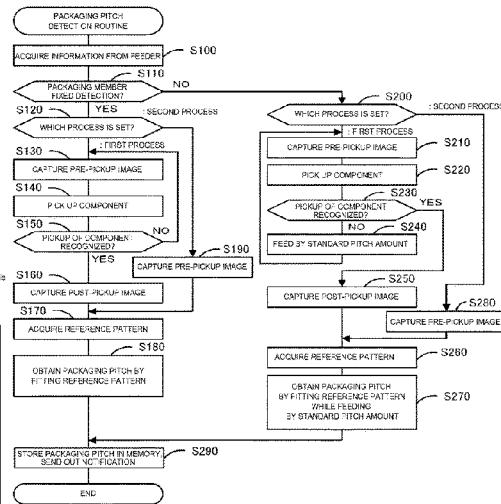 PACKAGING PITCH
DETECTION ROUTINE
ACQUIRE INFORMATION FROM FEEDER
S100
S110
PACKAGING MEMBER
FIXED DETECTION?
NO
YES
S120
WHICH PROCESS IS SET?
: SECOND PROCESS
: FIRST PROCESS
S130
CAPTURE PRE-PICKUP IMAGE
S140
PICK UP COMPONENT
S150
PICKUP OF COMPONENT
RECOGNIZED?
NO
YES
S190
CAPTURE PRE-PICKUP IMAGE
S160
CAPTURE POST-PICKUP IMAGE
S170
ACQUIRE REFERENCE PATTERN
S180
OBTAIN PACKAGING PITCH BY
FITTING REFERENCE PATTERN
S200
WHICH PROCESS IS SET?
: SECOND PROCESS
: FIRST PROCESS
S210
CAPTURE PRE-PICKUP IMAGE
S220
PICK UP COMPONENT
S230
PICKUP OF COMPONENT
RECOGNIZED?
YES
NO
S240
FEED BY STANDARD PITCH AMOUNT
S250
CAPTURE POST-PICKUP IMAGE
S280
CAPTURE PRE-PICKUP IMAGE
ACQUIRE REFERENCE PATTERN
S260
OBTAIN PACKAGING PITCH
BY FITTING REFERENCE PATTERN
WHILE FEEDING
BY STANDARD PITCH AMOUNT
S270
STORE PACKAGING PITCH IN MEMORY,
SEND OUT NOTIFICATION
S290
END